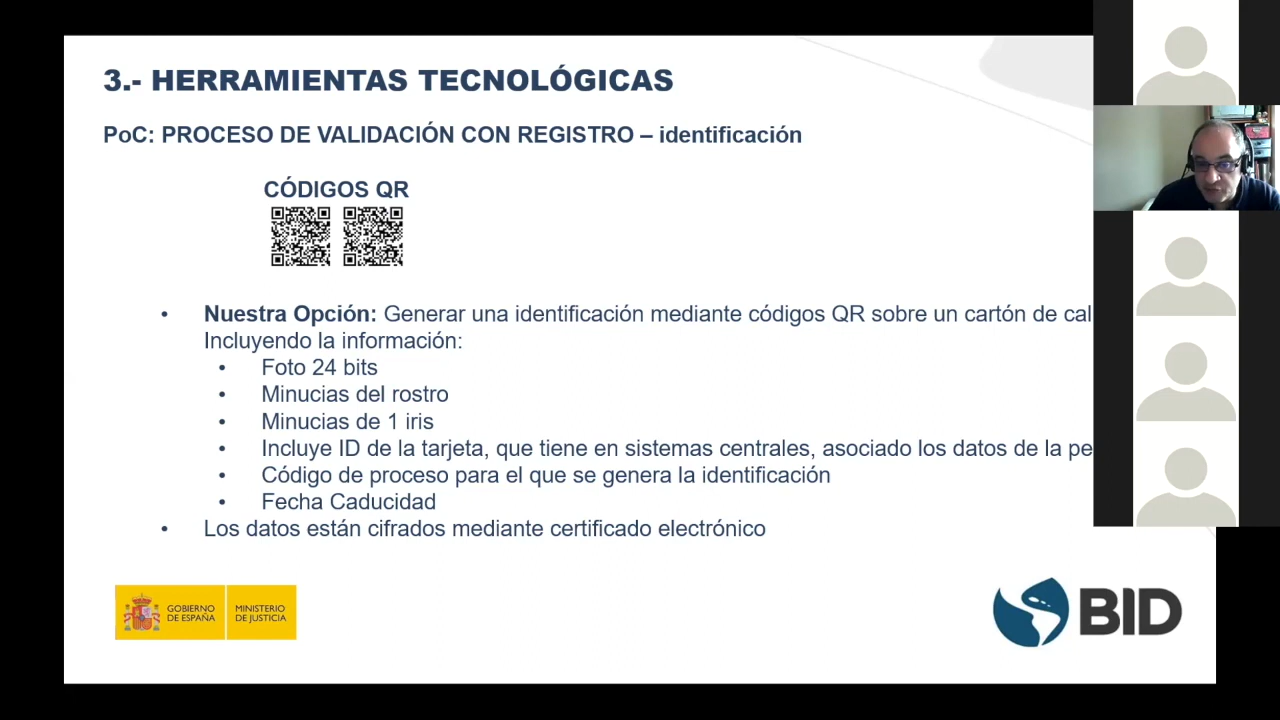 3.- HERRAMIENTAS TECNOLÓGICAS
PoC: PROCESO DE VALIDACIÓN CON REGISTRO – identificación
CÓDIGOS QR
• Nuestra Opción: Generar una identificación mediante códigos QR sobre un cartón de cal
Incluyendo la información:
• Foto 24 bits
• Minucias del rostro
• Minucias de 1 iris
• Incluye ID de la tarjeta, que tiene en sistemas centrales, asociado los datos de la pe
• Código de proceso para el que se genera la identificación
• Fecha Caducidad
• Los datos están cifrados mediante certificado electrónico
GOBIERNO
DE ESPAÑA
MINISTERIO
DE JUSTICIA
BID